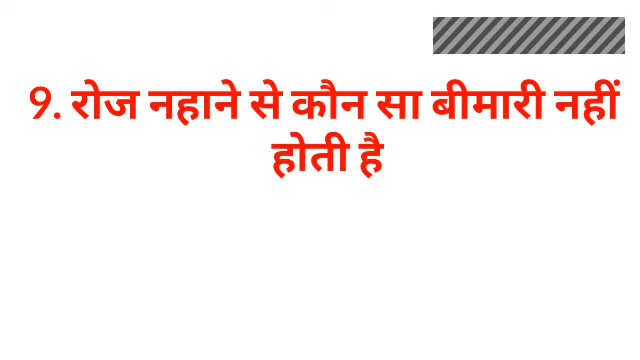 9. रोज नहाने से कौन सा बीमारी नहीं
होती है